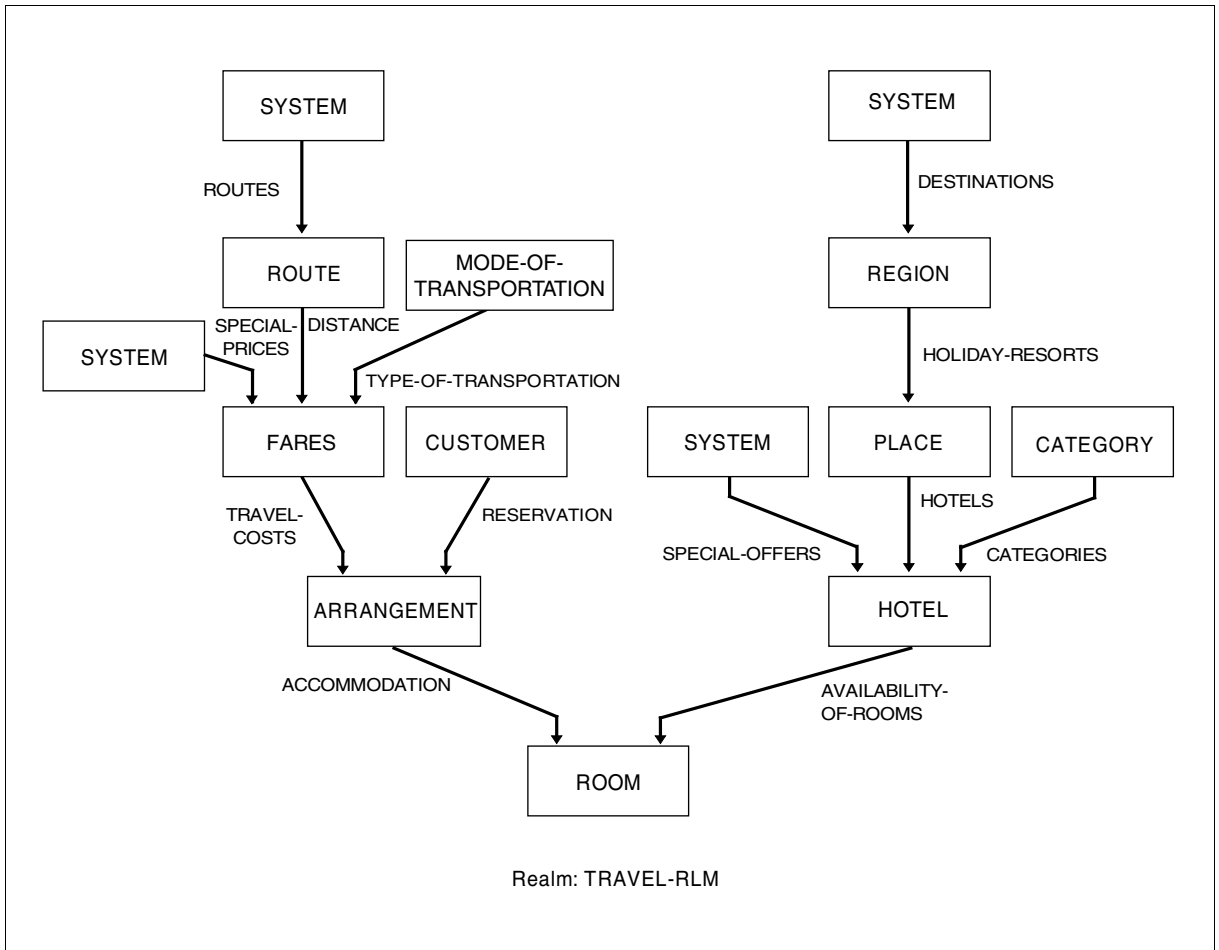 SYSTEM
SYSTEM
ROUTES
DESTINATIONS
ROUTE
MODE-OF-
TRANSPORTATION
REGION
SYSTEM
SPECIAL-
PRICES
DISTANCE
TYPE-OF-TRANSPORTATION
HOLIDAY-RESORTS
FARES
CUSTOMER
SYSTEM
PLACE
CATEGORY
TRAVEL-
COSTS
RESERVATION
HOTELS
SPECIAL-OFFERS
CATEGORIES
ARRANGEMENT
HOTEL
ACCOMMODATION
AVAILABILITY-
OF-ROOMS
ROOM
Realm: TRAVEL-RLM